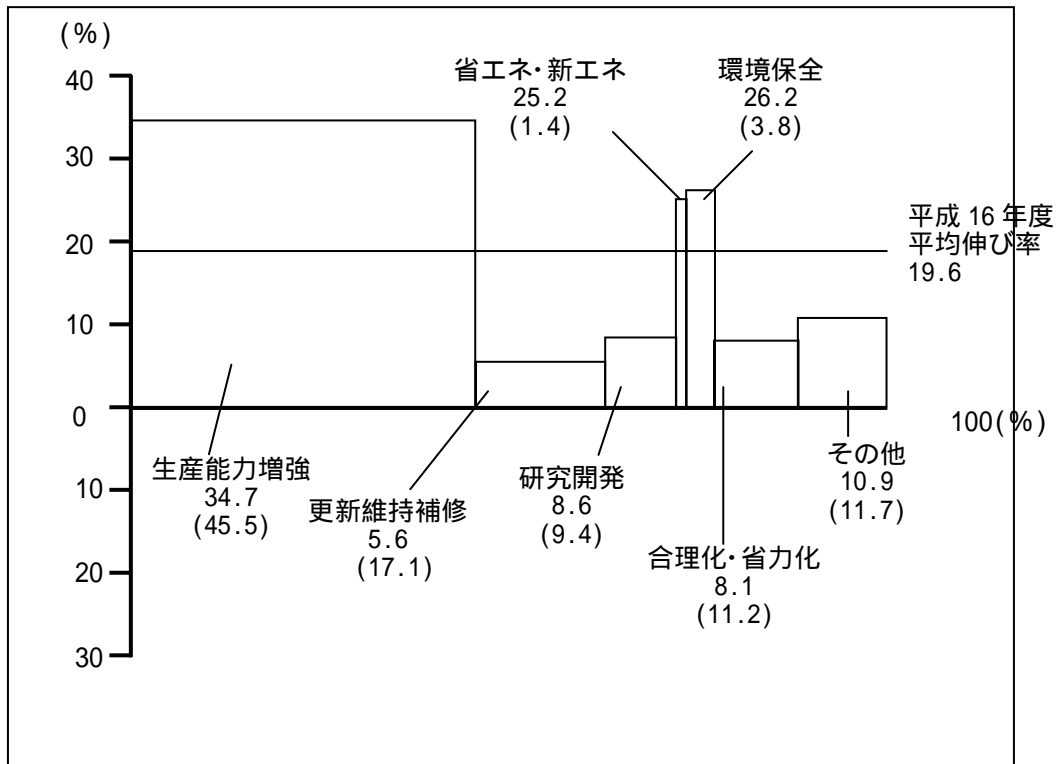 (%)
40
30
20
10
0
10
20
30
省エネ・新エネ
25.2
(1.4)
環境保全
26.2
(3.8)
平成 16 年度
平均伸び率
19.6
100(%)
生産能力増強
34.7
(45.5)
更新維持補修
5.6
(17.1)
研究開発
8.6
(9.4)
合理化・省力化
8.1
(11.2)
その他
10.9
(11.7)